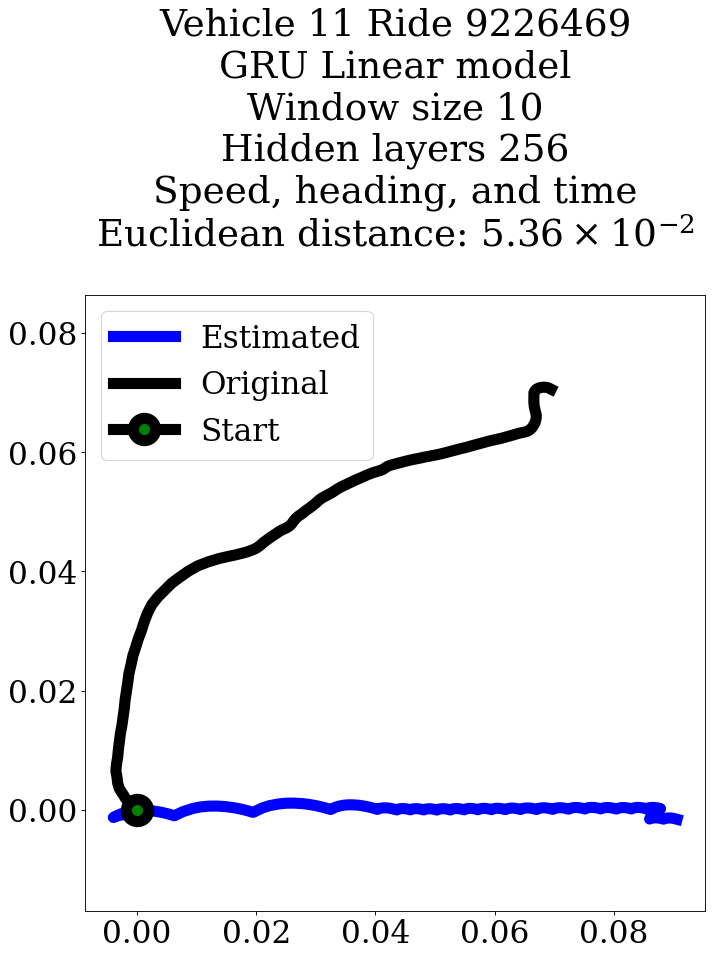 Vehicle 11 Ride 9226469
GRU Linear model
Window size 10
Hidden layers 256
Speed, heading, and time
Euclidean distance: 5.36 × 10⁻²
Estimated
Original
Start
0.08
0.06
0.04
0.02
0.00
0.00 0.02 0.04 0.06 0.08